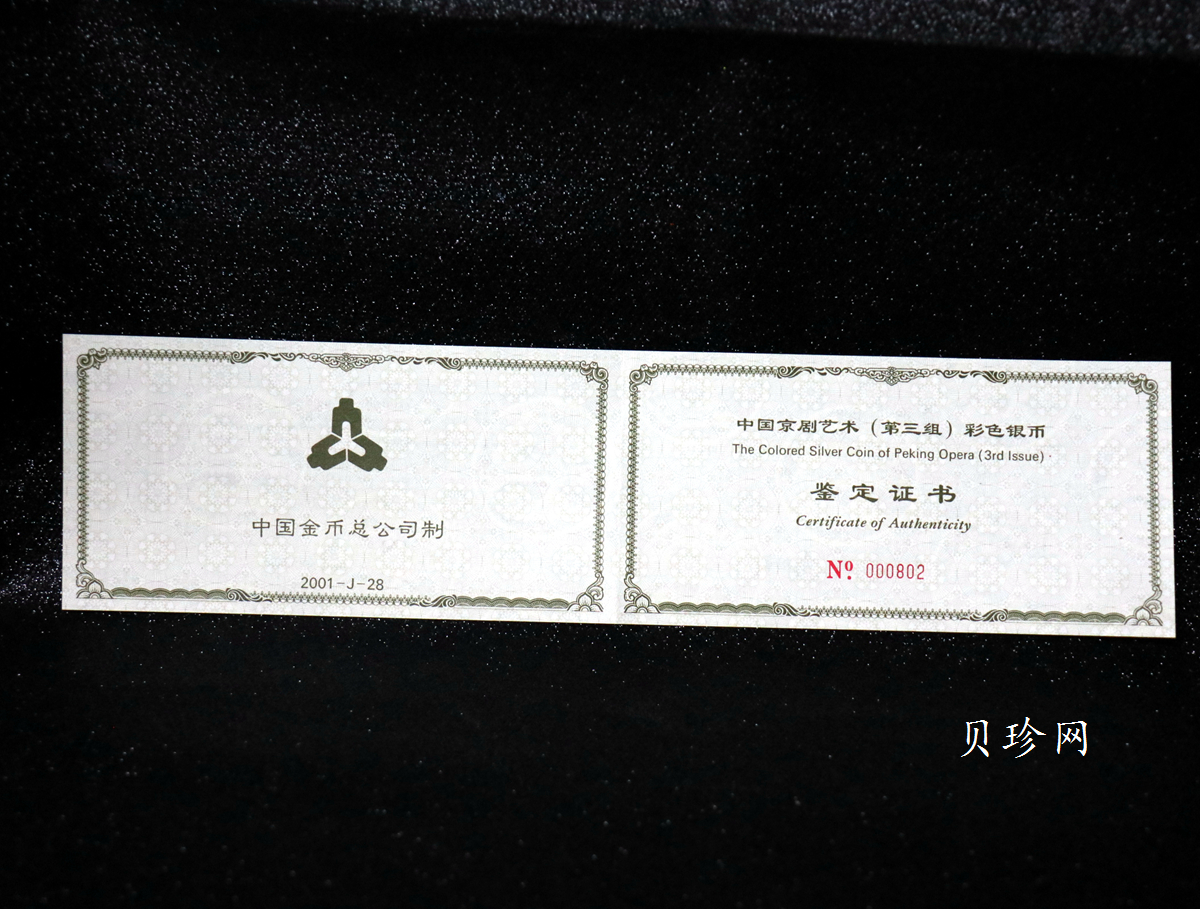 中国金币总公司制
2001-J-28
中国京剧艺术（第三组）彩色银币
The Colored Silver Coin of Peking Opera (3rd Issue)·
鉴定证书
Certificate of Authenticity
Nº 000802
贝珍网